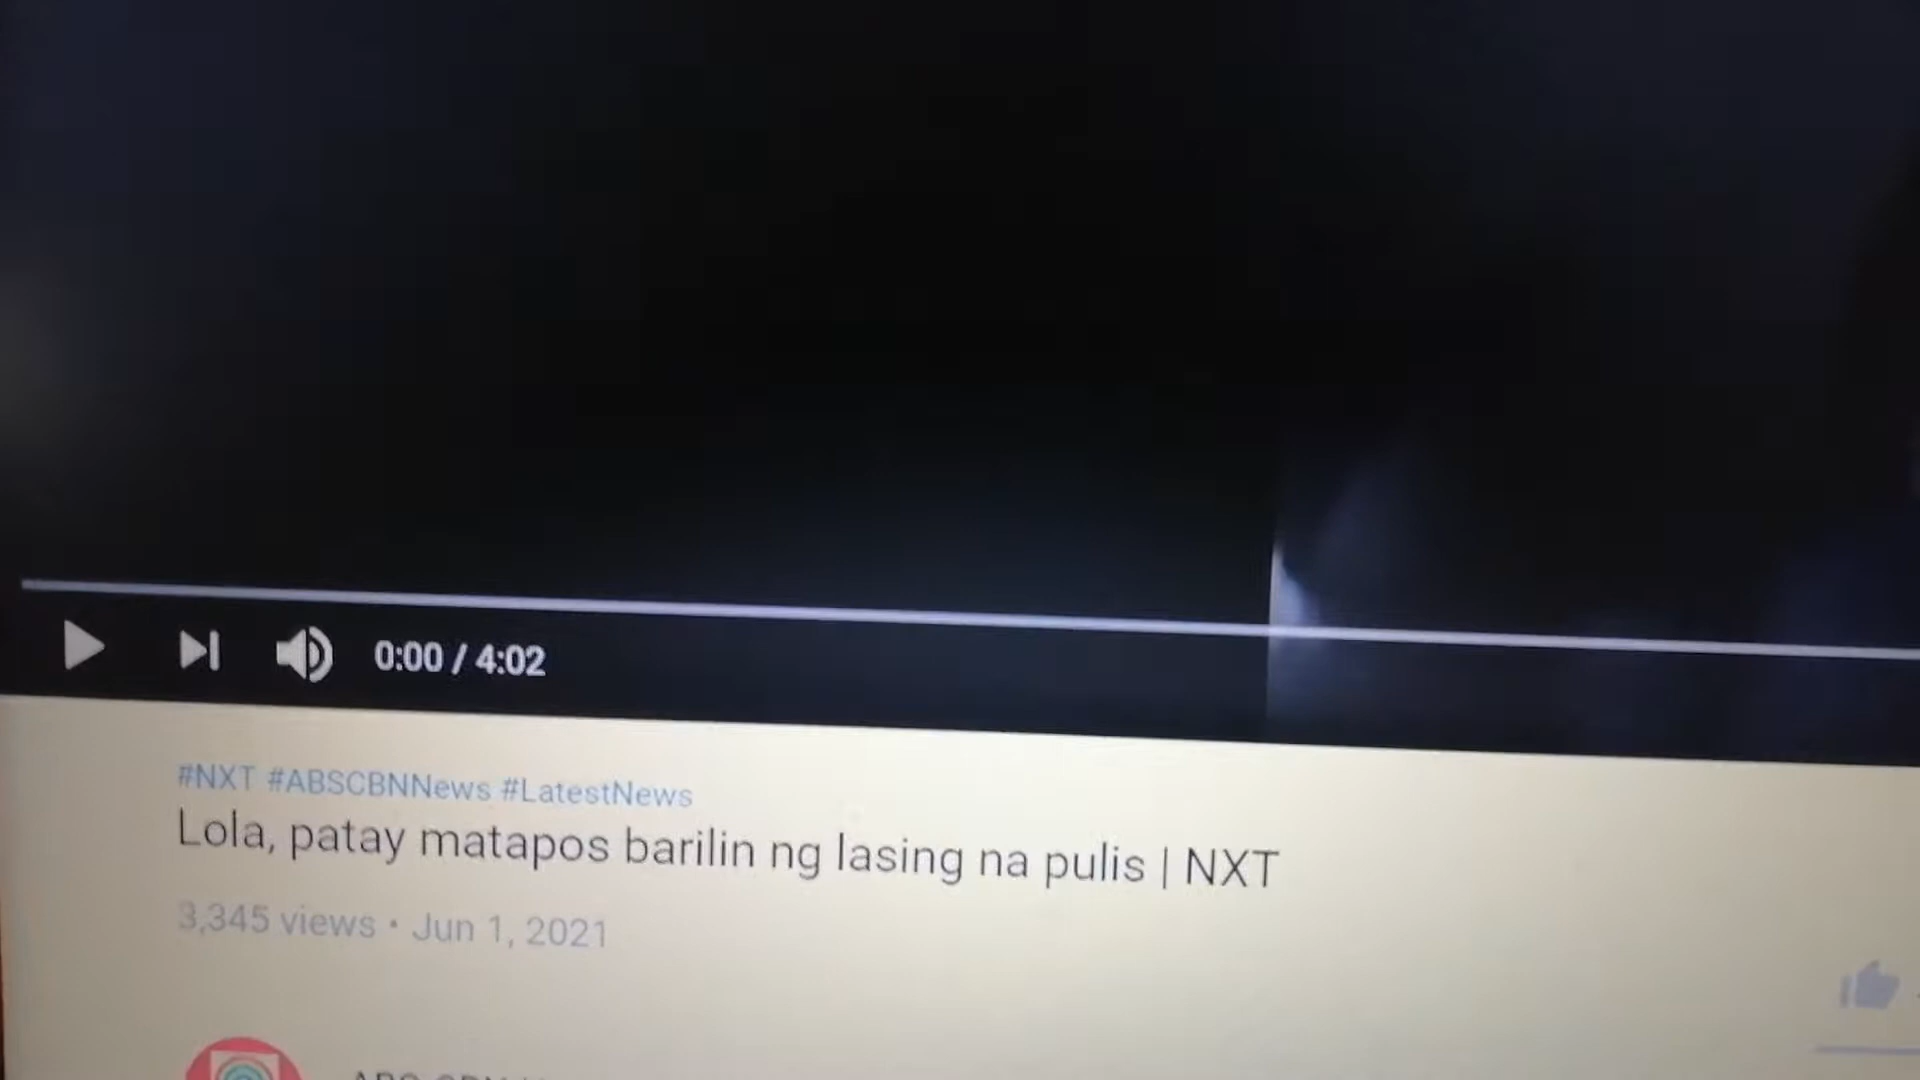 0:00 / 4:02
#NXT #ABSCBNNews #LatestNews
Lola, patay matapos barilin ng lasing na pulis | NXT
3,345 views • Jun 1, 2021